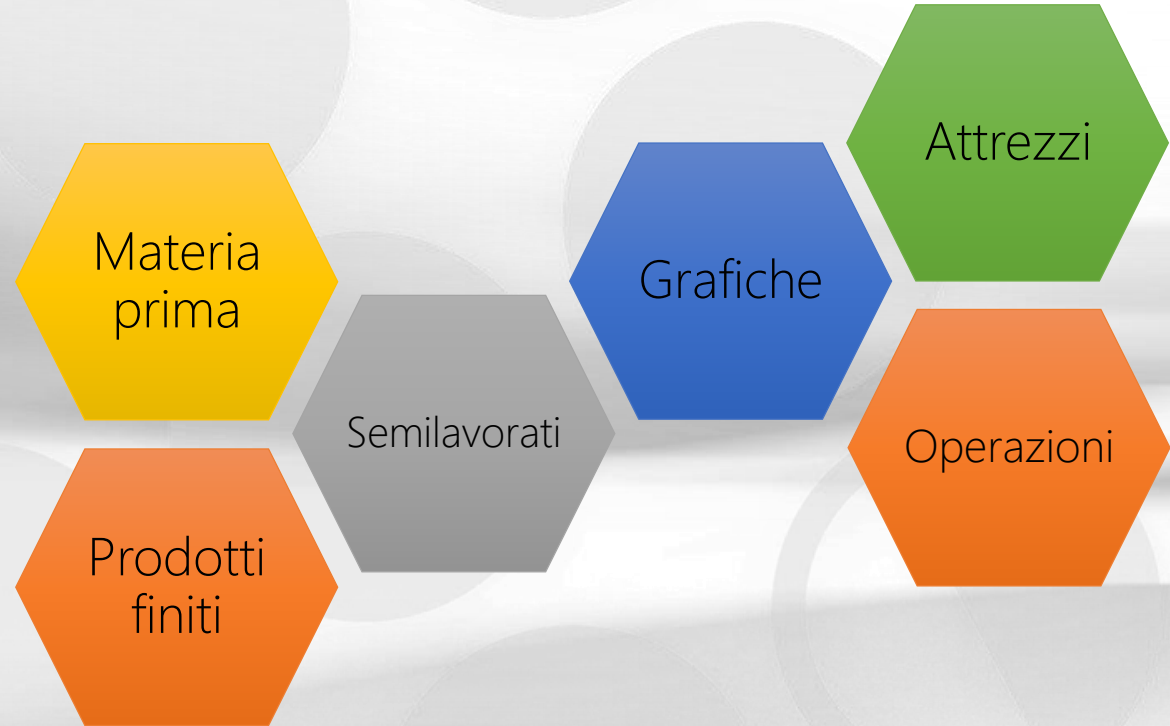 Materia
prima
Prodotti
finiti
Semilavorati
Grafiche
Attrezzi
Operazioni